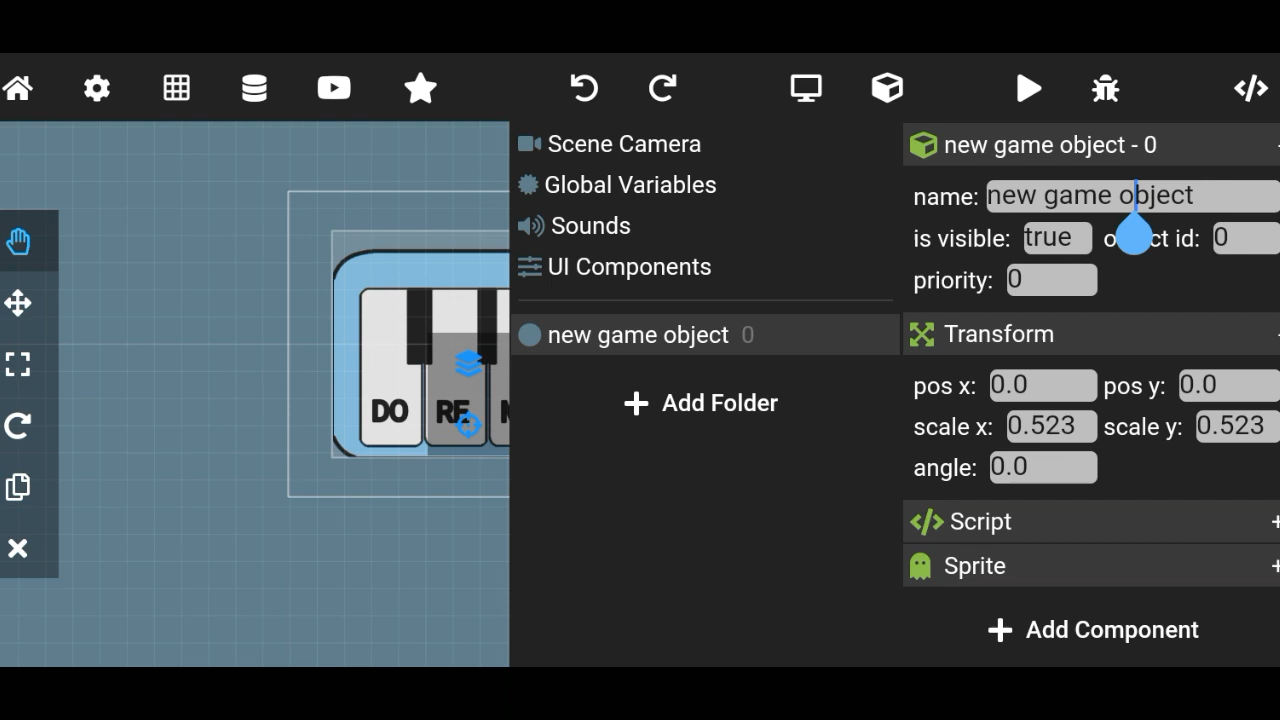 Scene Camera
Global Variables
Sounds
UI Components
new game object 0
+ Add Folder
new game object - 0
name: new game object
is visible: true object id: 0
priority: 0
Transform
pos x: 0.0 pos y: 0.0
scale x: 0.523 scale y: 0.523
angle: 0.0
</> Script +
Sprite +
+ Add Component
DO RE